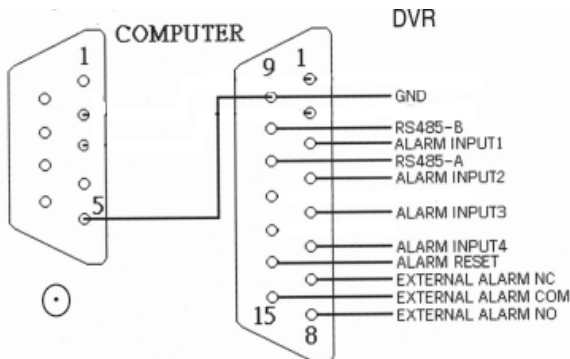 COMPUTER
DVR
1
9
1
GND
RS485-B
ALARM INPUT1
RS485-A
ALARM INPUT2
5
ALARM INPUT3
ALARM INPUT4
ALARM RESET
EXTERNAL ALARM NC
EXTERNAL ALARM COM
15
EXTERNAL ALARM NO
8